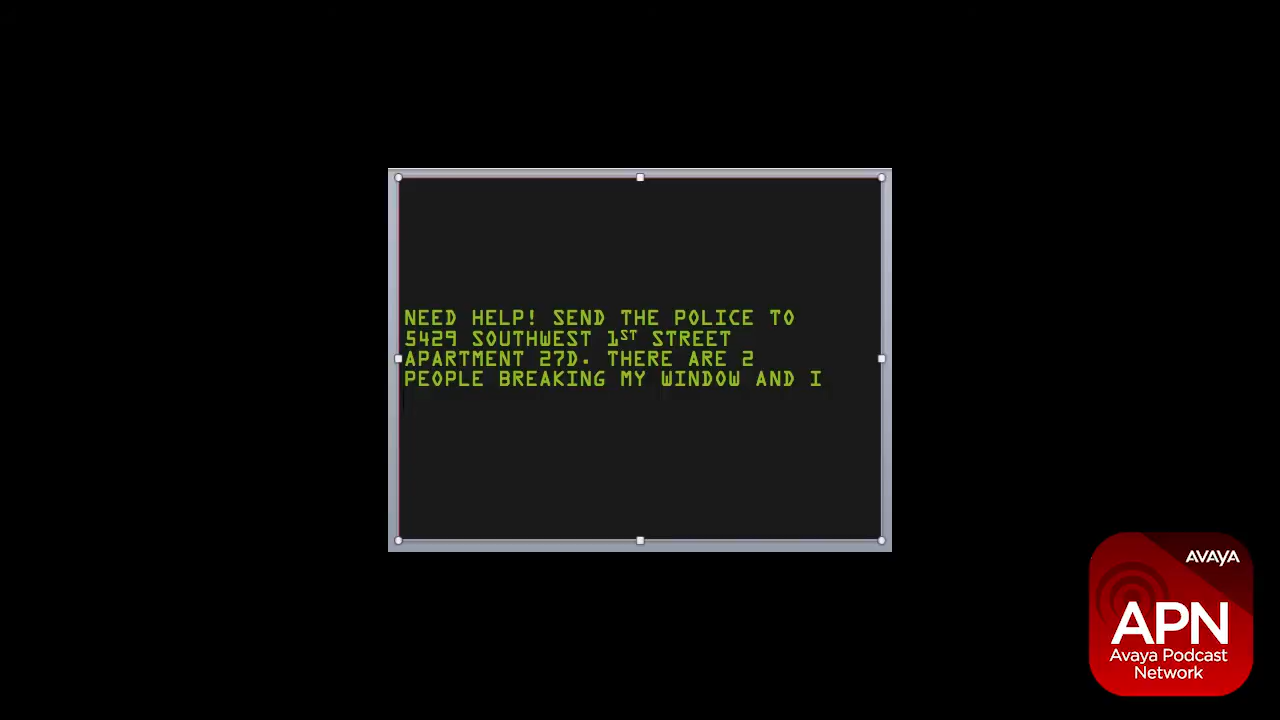 NEED HELP! SEND THE POLICE TO
5429 SOUTHWEST 1ST STREET
APARTMENT 27D. THERE ARE 2
PEOPLE BREAKING MY WINDOW AND I
AVAYA
APN
Avaya Podcast
Network